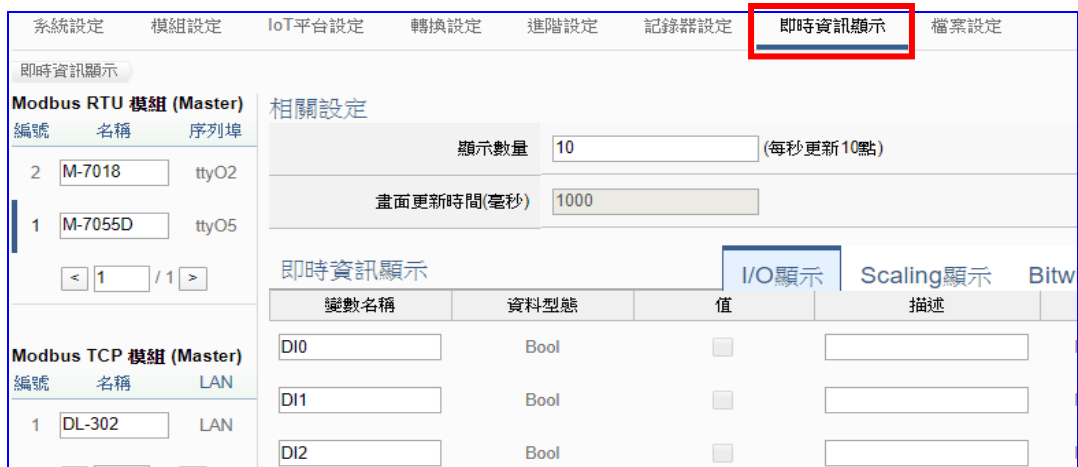 系統設定 模組設定 IoT平台設定 轉換設定 進階設定 記錄器設定 即時資訊顯示 檔案設定
即時資訊顯示
Modbus RTU 模組 (Master)
編號 名稱 序列埠
2 M-7018 ttyO2
1 M-7055D ttyO5
< 1 / 1 >
Modbus TCP 模組 (Master)
編號 名稱 LAN
1 DL-302 LAN
相關設定
顯示數量 10 (每秒更新10點)
畫面更新時間(毫秒) 1000
即時資訊顯示 I/O顯示 Scaling顯示 Bitw
變數名稱 資料型態 值 描述
DI0 Bool
DI1 Bool
DI2 Bool